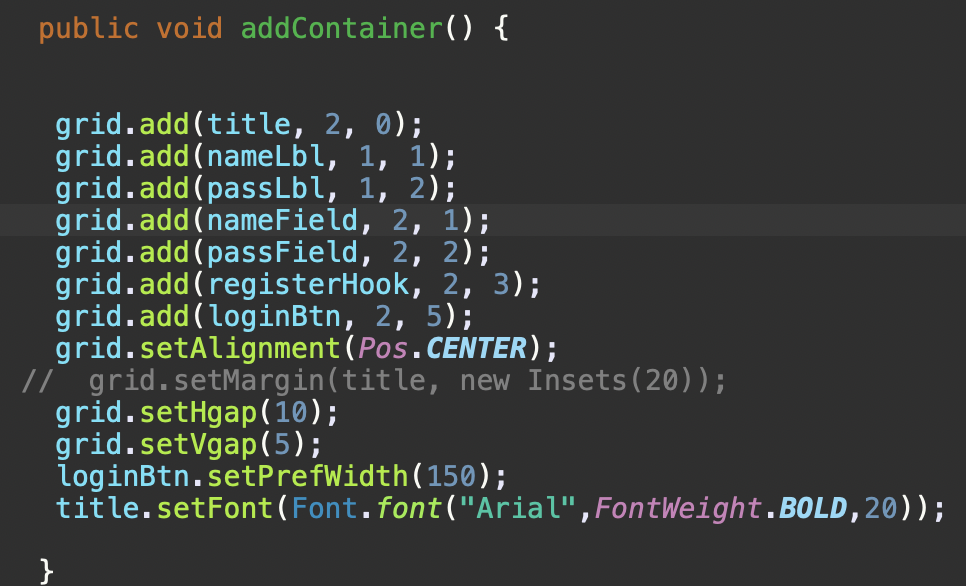 public void addContainer() {
grid.add(title, 2, 0);
grid.add(nameLbl, 1, 1);
grid.add(passLbl, 1, 2);
grid.add(nameField, 2, 1);
grid.add(passField, 2, 2);
grid.add(registerHook, 2, 3);
grid.add(loginBtn, 2, 5);
grid.setAlignment(Pos.CENTER);
//  grid.setMargin(title, new Insets(20));
grid.setHgap(10);
grid.setVgap(5);
loginBtn.setPrefWidth(150);
title.setFont(Font.font("Arial",FontWeight.BOLD,20));
}